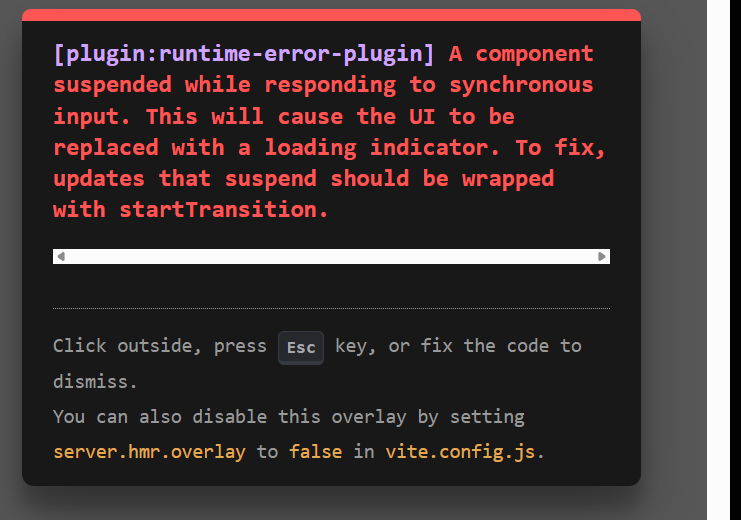 [plugin:runtime-error-plugin] A component
suspended while responding to synchronous
input. This will cause the UI to be
replaced with a loading indicator. To fix,
updates that suspend should be wrapped
with startTransition.
Click outside, press Esc key, or fix the code to
dismiss.
You can also disable this overlay by setting
server.hmr.overlay to false in vite.config.js.